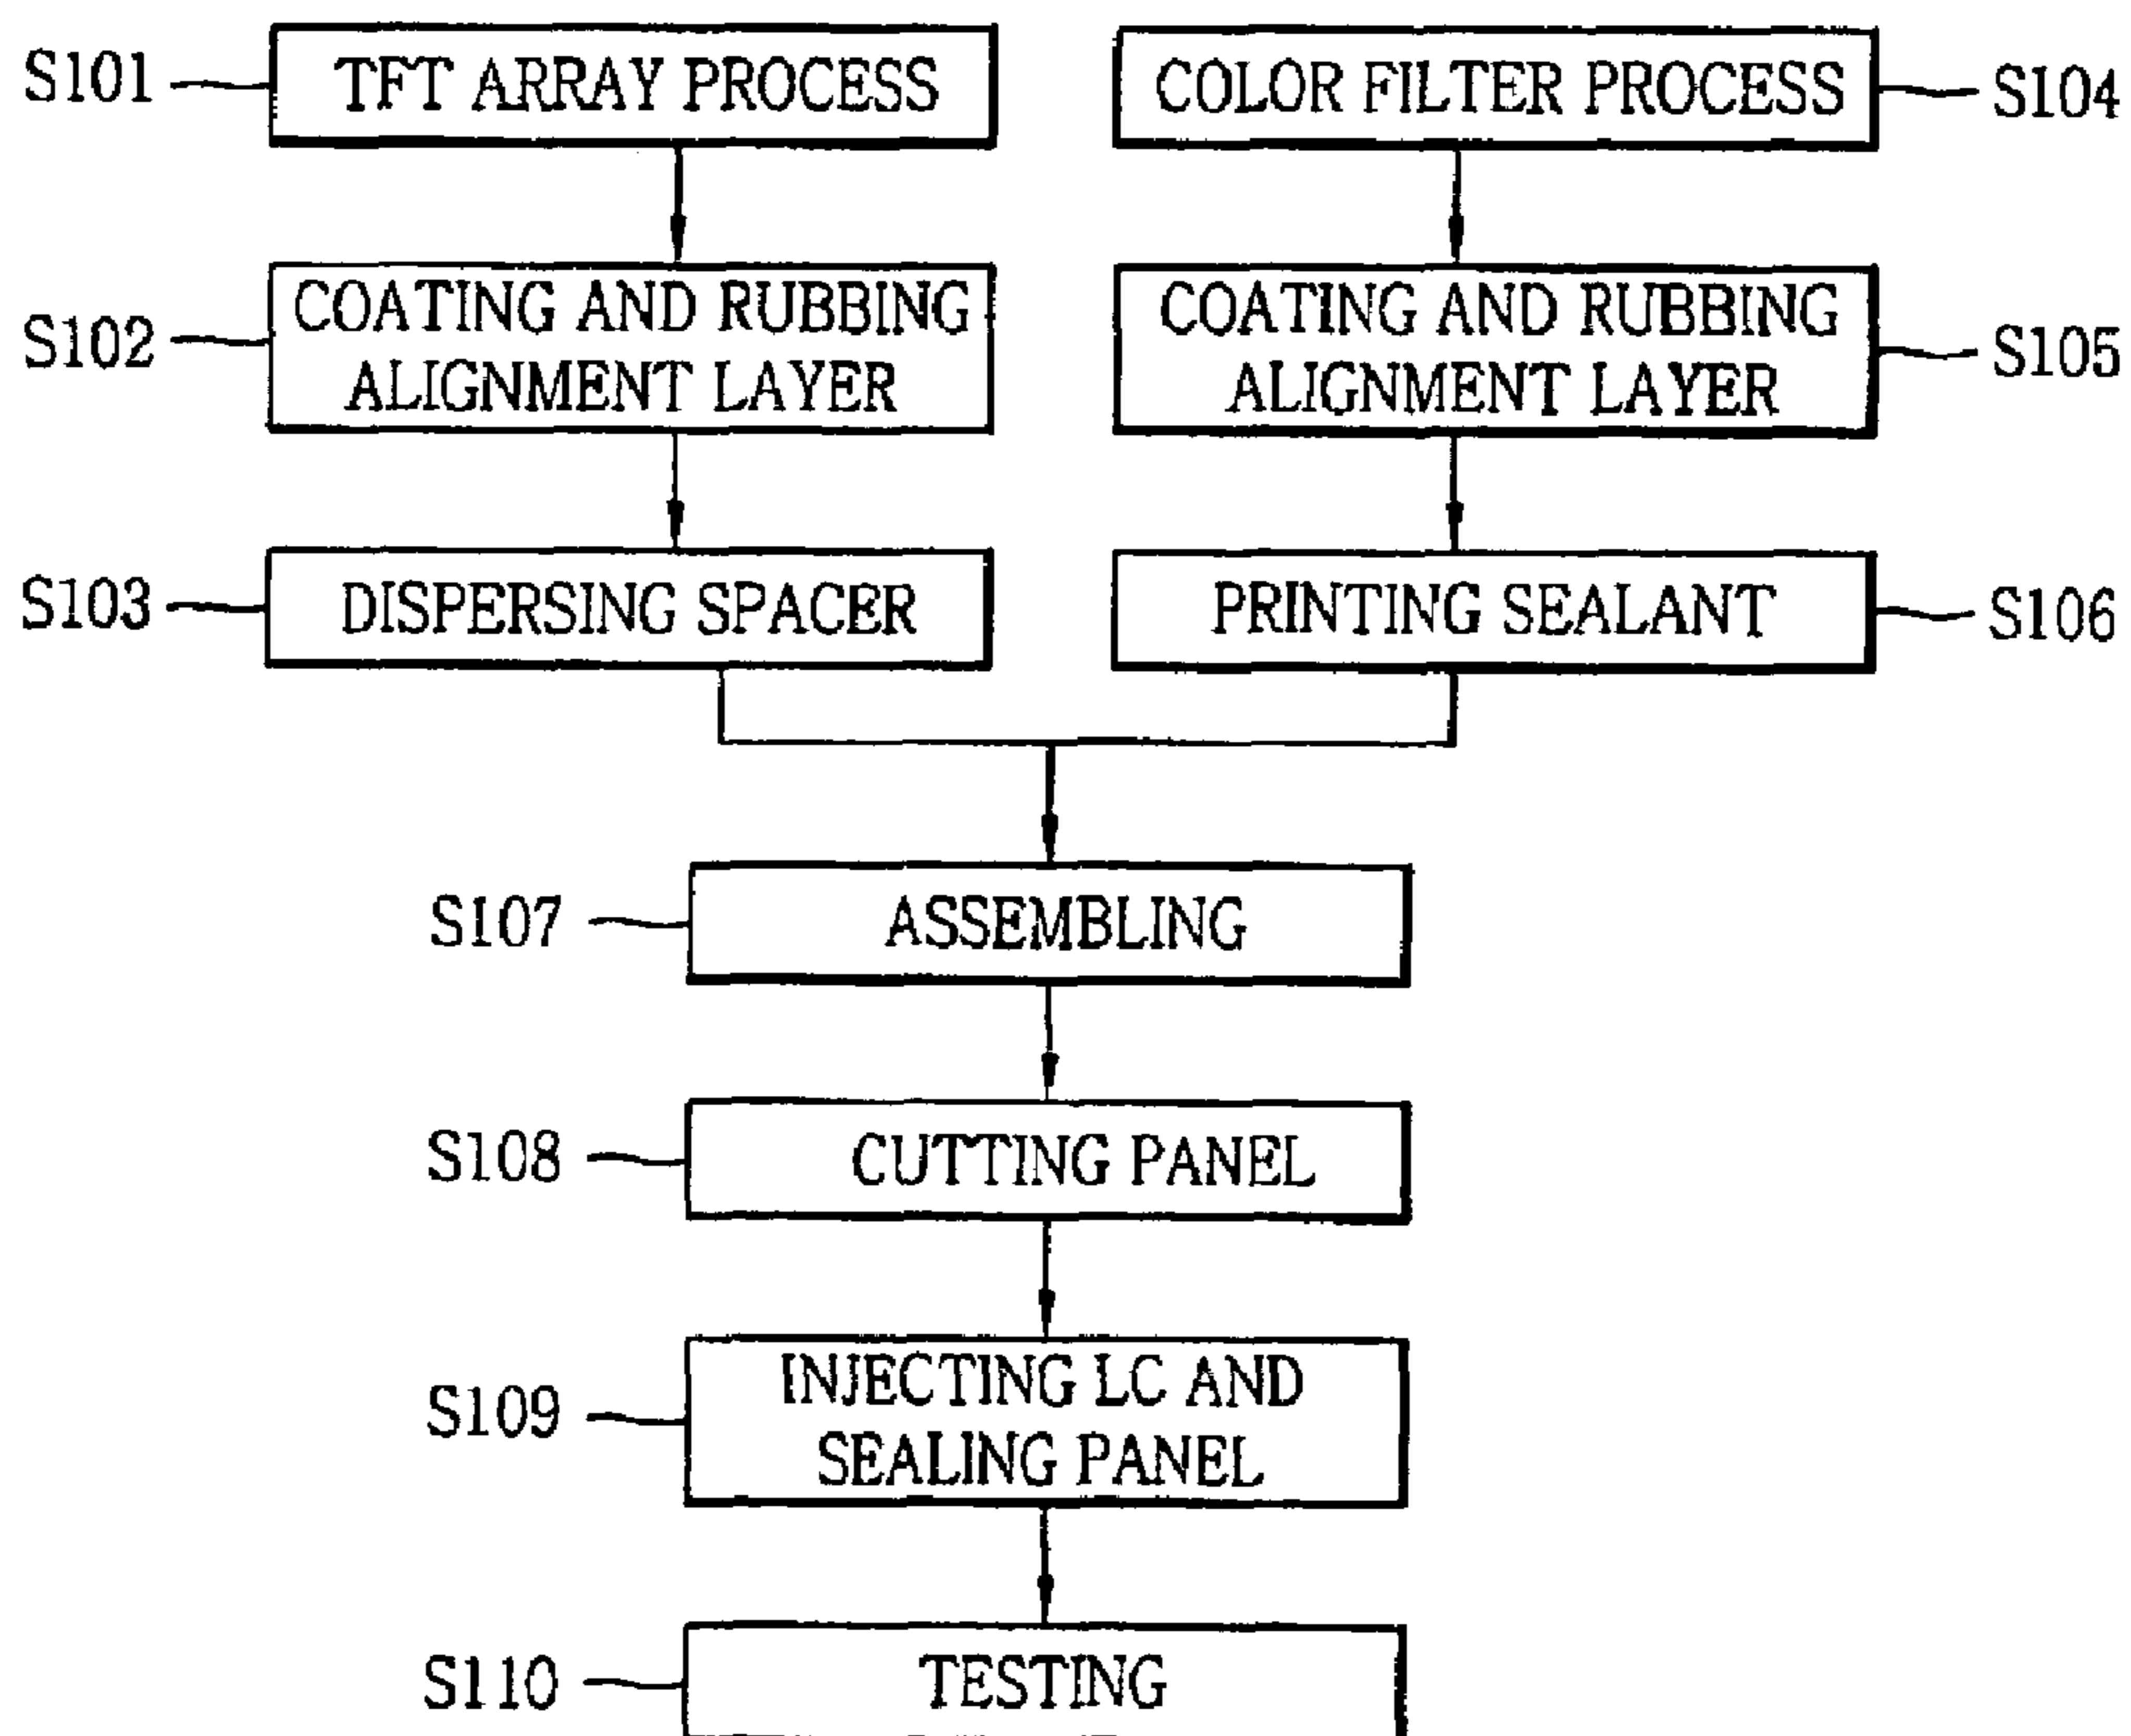 S101
TFT ARRAY PROCESS
COLOR FILTER PROCESS
S104
S102
COATING AND RUBBING
ALIGNMENT LAYER
COATING AND RUBBING
ALIGNMENT LAYER
S105
S103
DISPERSING SPACER
PRINTING SEALANT
S106
S107
ASSEMBLING
S108
CUTTING PANEL
S109
INJECTING LC AND
SEALING PANEL
S110
TESTING